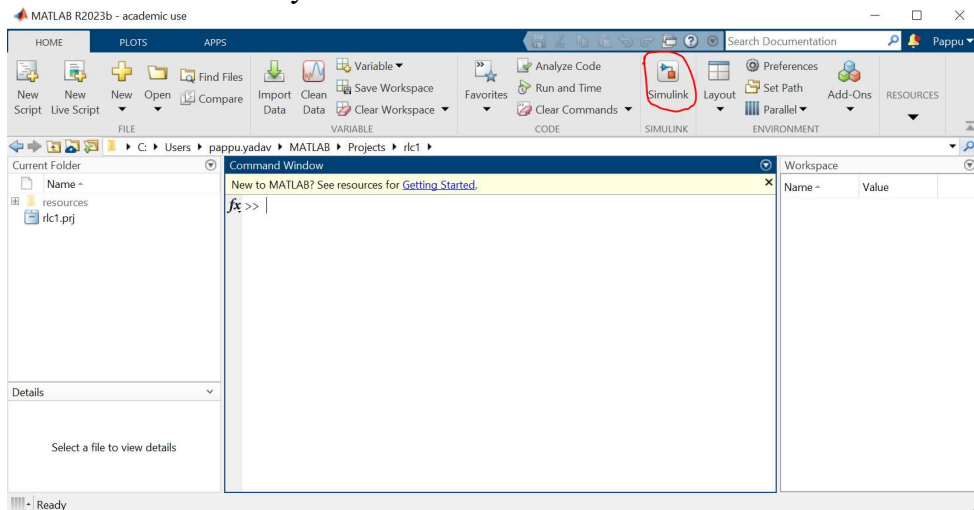 MATLAB R2023b - academic use
HOME PLOTS APPS Search Documentation Pappu
New Script New Live Script New Open Find Files Compare Import Data Clean Data Variable Save Workspace Clear Workspace Favorites Analyze Code Run and Time Clear Commands Simulink Layout Preferences Set Path Parallel Add-Ons RESOURCES
FILE VARIABLE CODE SIMULINK ENVIRONMENT
C: Users pappu.yadav MATLAB Projects rlc1
Current Folder Command Window Workspace
Name New to MATLAB? See resources for Getting Started. Name Value
resources fx >>
rlc1.prj
Details
Select a file to view details
Ready